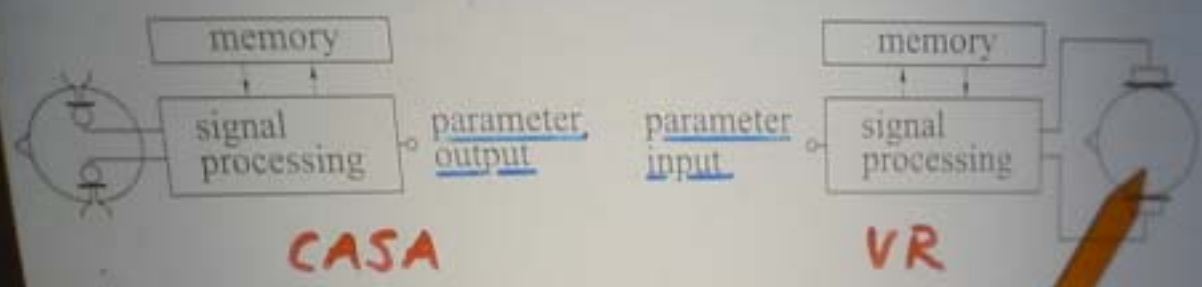 memory
signal
processing
parameter
output
CASA
memory
parameter
input
signal
processing
VR